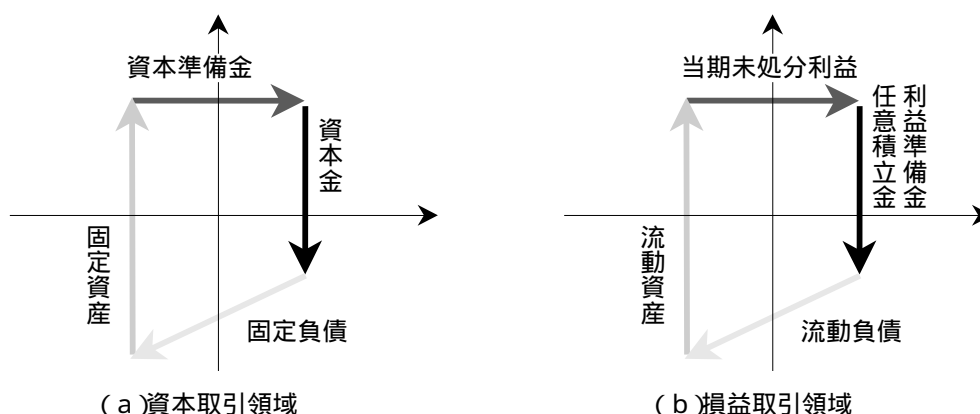 資本準備金
資本金
固定資産
固定負債
(a)資本取引領域
当期未処分利益
利益準備金
任意積立金
流動資産
流動負債
(b)損益取引領域